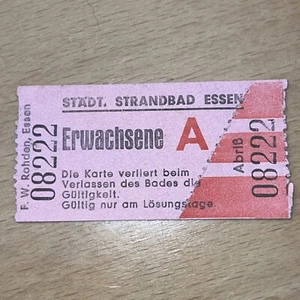 STÄDT. STRANDBAD ESSEN
Erwachsene A
Die Karte verliert beim
Verlassen des Bades die
Gültigkeit.
Gültig nur am Lösungstage.
F. W. Rohden, Essen
08222
Abriß
08222